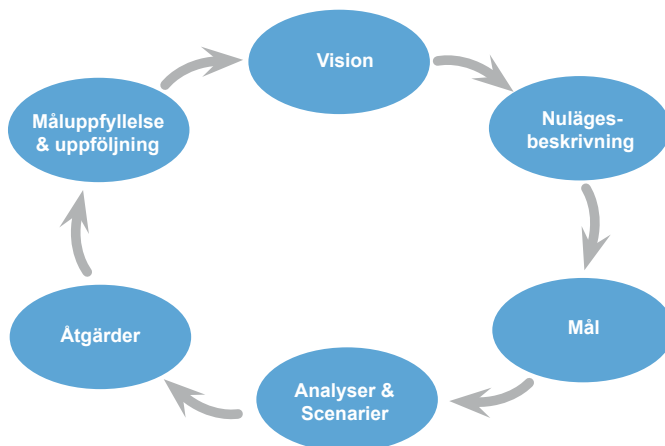 Vision
Nuläges-
beskrivning
Mål
Analyser &
Scenarier
Åtgärder
Måluppfyllelse
& uppföljning